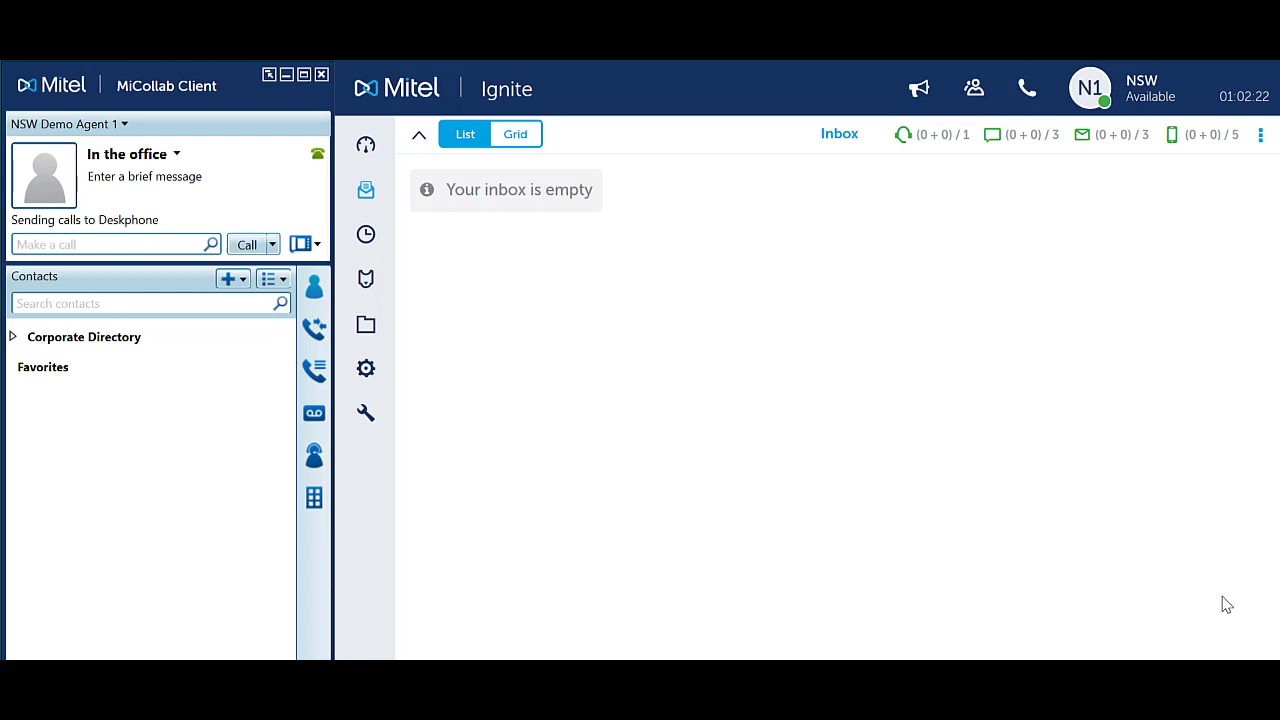 Mitel | MiCollab Client
NSW Demo Agent 1
In the office
Enter a brief message
Sending calls to Deskphone
Make a call
Call
Contacts
Search contacts
Corporate Directory
Favorites
Mitel | Ignite
N1
NSW
Available
01:02:22
List
Grid
Inbox
(0 + 0) / 1
(0 + 0) / 3
(0 + 0) / 3
(0 + 0) / 5
Your inbox is empty